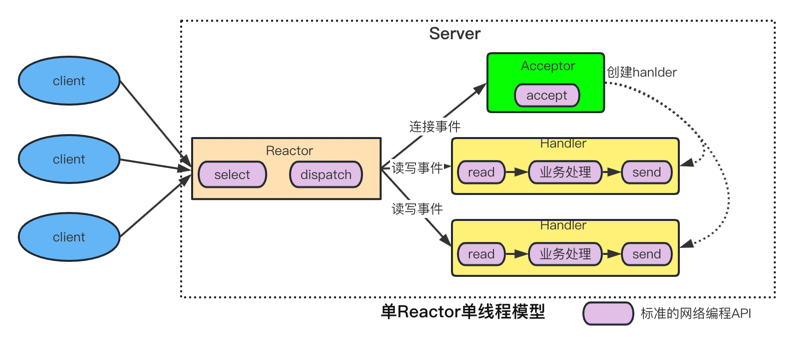 Server
Acceptor
accept
创建hanlder
client
client
client
连接事件
Reactor
select
dispatch
读写事件
Handler
read
业务处理
send
读写事件
Handler
read
业务处理
send
单Reactor单线程模型
标准的网络编程API